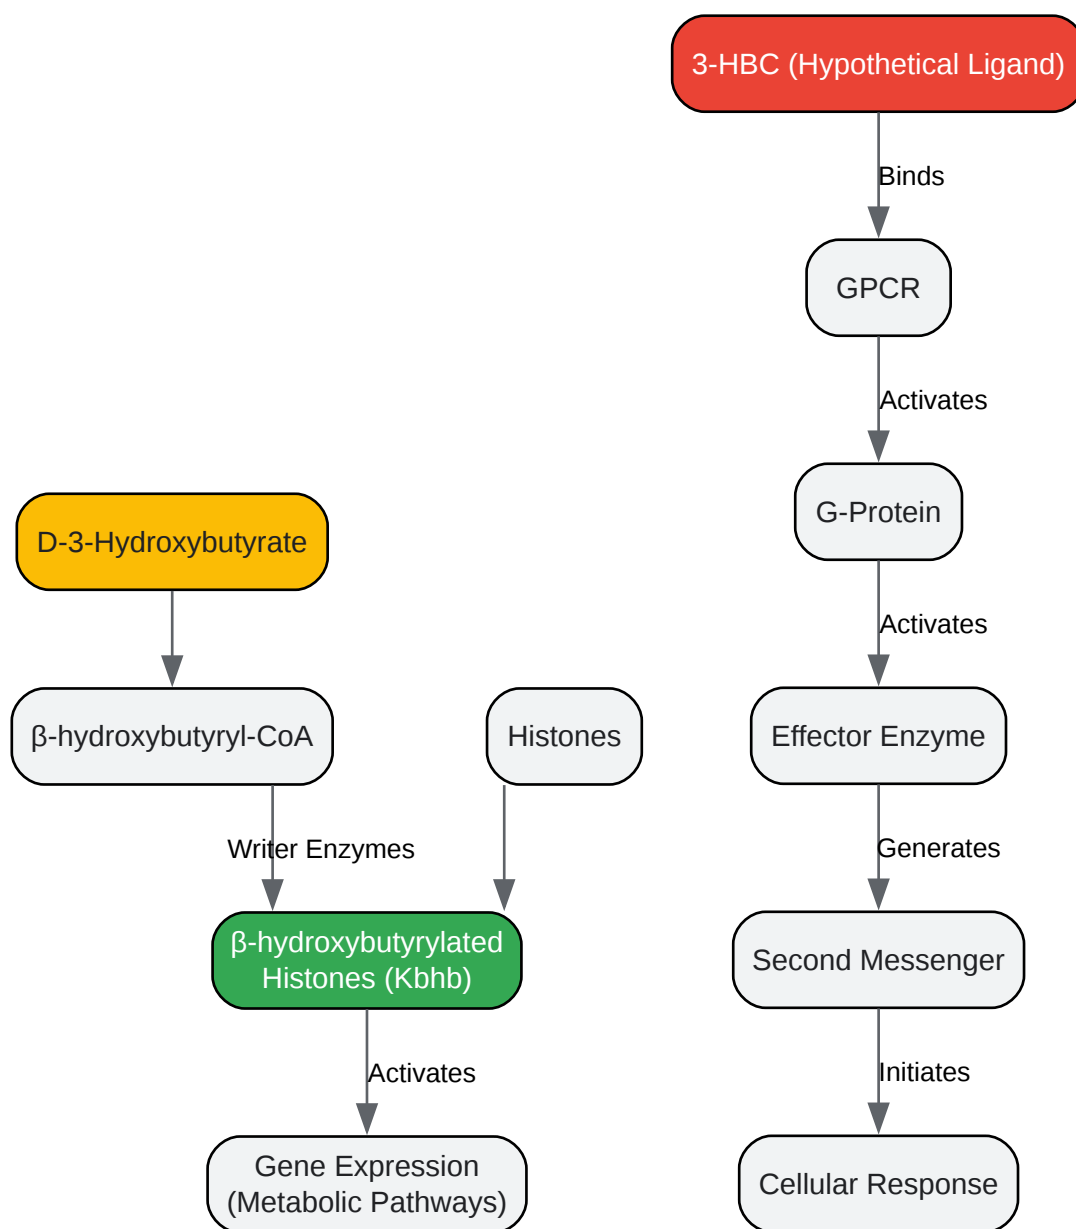 3-HBC (Hypothetical Ligand)
Binds
GPCR
Activates
G-Protein
D-3-Hydroxybutyrate
Activates
β-hydroxybutyryl-CoA
Histones
Effector Enzyme
Writer Enzymes
Generates
β-hydroxybutyrylated
Histones (Kbhb)
Second Messenger
Activates
Initiates
Gene Expression
(Metabolic Pathways)
Cellular Response